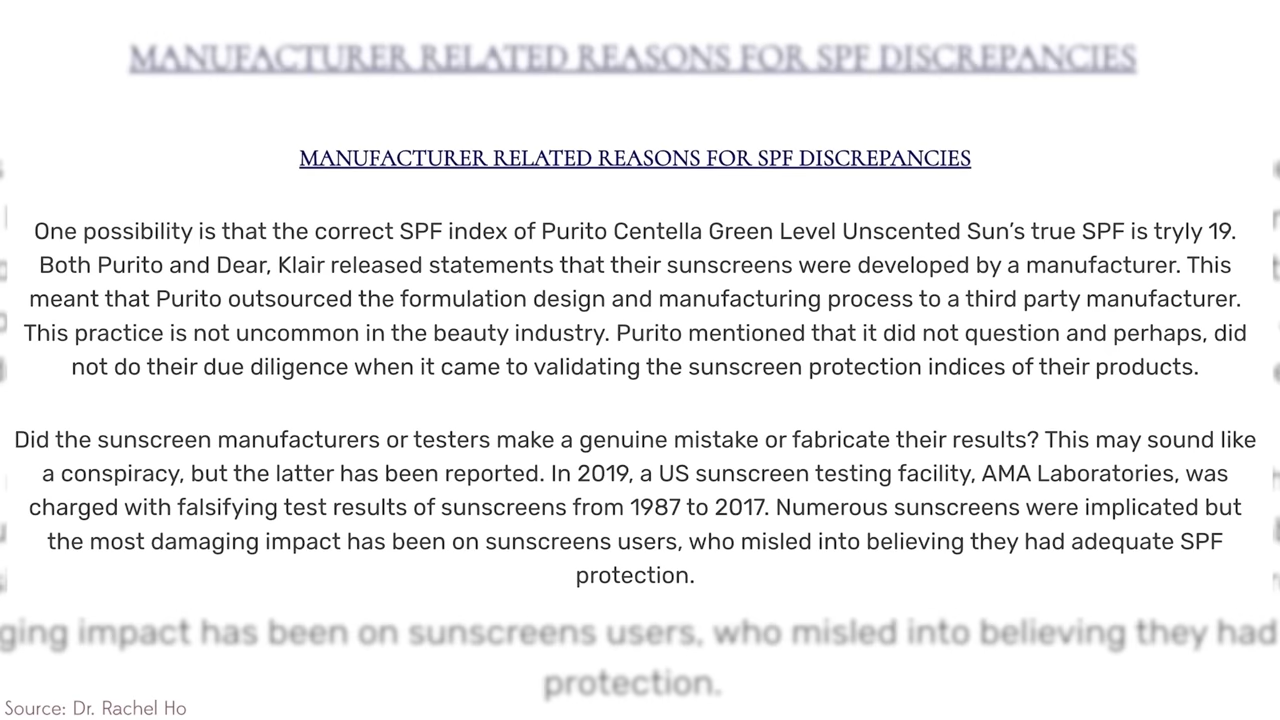 MANUFACTURER RELATED REASONS FOR SPF DISCREPANCIES
MANUFACTURER RELATED REASONS FOR SPF DISCREPANCIES
One possibility is that the correct SPF index of Purito Centella Green Level Unscented Sun’s true SPF is tryly 19.
Both Purito and Dear, Klair released statements that their sunscreens were developed by a manufacturer. This
meant that Purito outsourced the formulation design and manufacturing process to a third party manufacturer.
This practice is not uncommon in the beauty industry. Purito mentioned that it did not question and perhaps, did
not do their due diligence when it came to validating the sunscreen protection indices of their products.
Did the sunscreen manufacturers or testers make a genuine mistake or fabricate their results? This may sound like
a conspiracy, but the latter has been reported. In 2019, a US sunscreen testing facility, AMA Laboratories, was
charged with falsifying test results of sunscreens from 1987 to 2017. Numerous sunscreens were implicated but
the most damaging impact has been on sunscreens users, who misled into believing they had adequate SPF
protection.
ging impact has been on sunscreens users, who misled into believing they had
protection.
Source: Dr. Rachel Ho